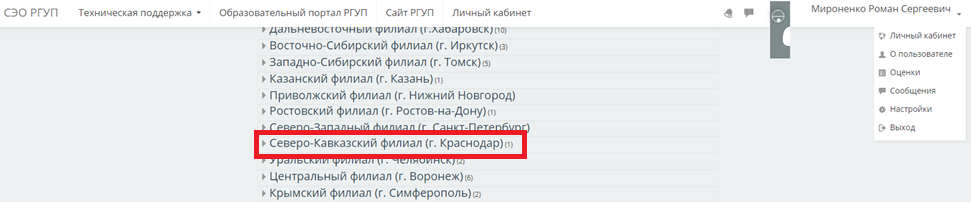 СЭО РГУП Техническая поддержка Образовательный портал РГУП Сайт РГУП Личный кабинет Мироненко Роман Сергеевич
Дальневосточный филиал (г.Хабаровск) (10)
Восточно-Сибирский филиал (г. Иркутск) (3)
Западно-Сибирский филиал (г. Томск) (5)
Казанский филиал (г. Казань) (1)
Приволжский филиал (г. Нижний Новгород)
Ростовский филиал (г. Ростов-на-Дону) (1)
Северо-Западный филиал (г. Санкт-Петербург)
Северо-Кавказский филиал (г. Краснодар) (1)
Уральский филиал (г. Челябинск) (2)
Центральный филиал (г. Воронеж) (6)
Крымский филиал (г. Симферополь) (2)
Личный кабинет
О пользователе
Оценки
Сообщения
Настройки
Выход